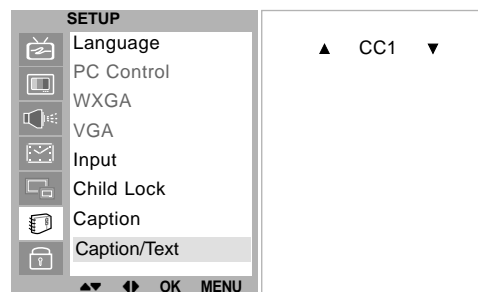 SETUP
Language
PC Control
WXGA
VGA
Input
Child Lock
Caption
Caption/Text
▲▼ ◀▶ OK MENU
▲ CC1 ▼